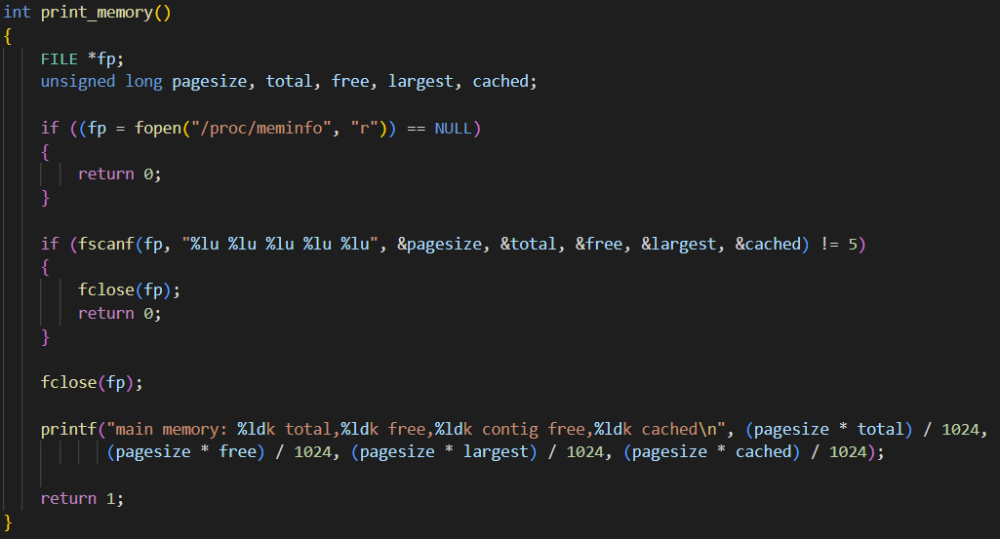 int print_memory()
{
    FILE *fp;
    unsigned long pagesize, total, free, largest, cached;

    if ((fp = fopen("/proc/meminfo", "r")) == NULL)
    {
        return 0;
    }

    if (fscanf(fp, "%lu %lu %lu %lu %lu", &pagesize, &total, &free, &largest, &cached) != 5)
    {
        fclose(fp);
        return 0;
    }

    fclose(fp);

    printf("main memory: %ldk total,%ldk free,%ldk contig free,%ldk cached\n", (pagesize * total) / 1024,
           (pagesize * free) / 1024, (pagesize * largest) / 1024, (pagesize * cached) / 1024);

    return 1;
}